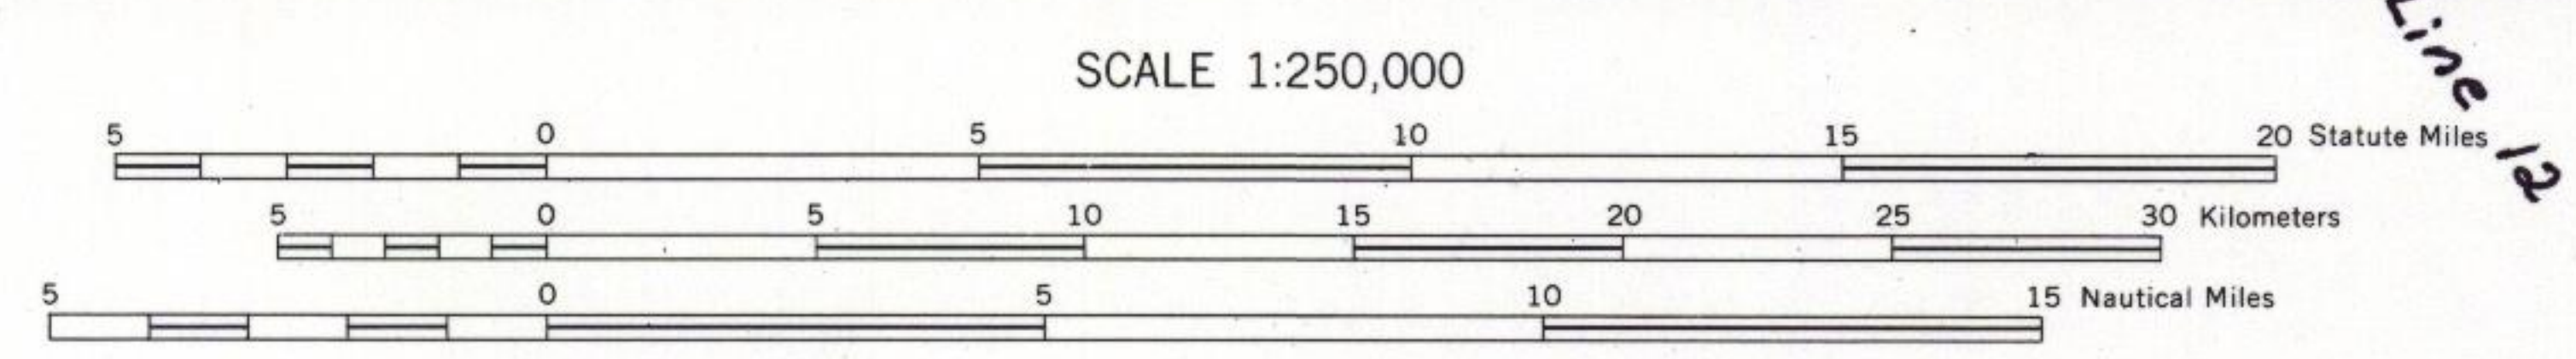 SCALE 1:250,000
Line 12
5 0 5 10 15 20 Statute Miles
5 0 5 10 15 20 25 30 Kilometers
5 0 5 10 15 Nautical Miles